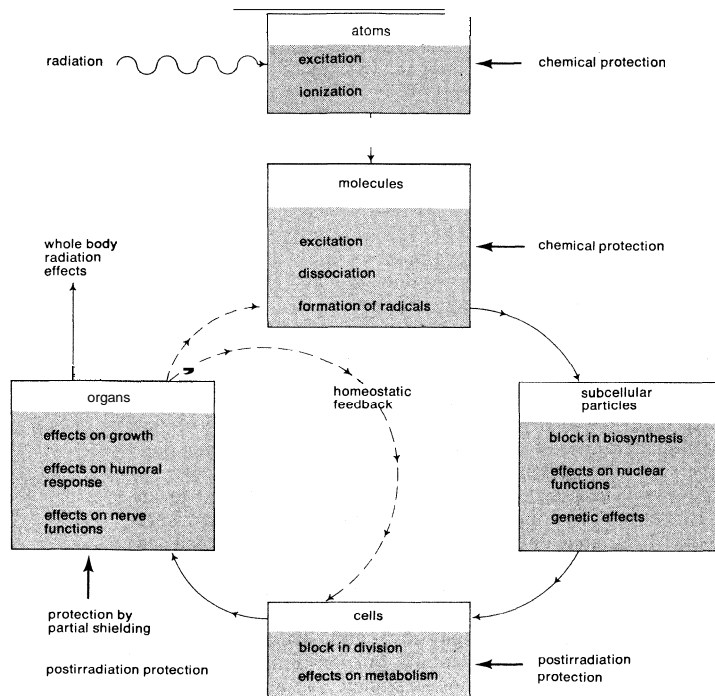 atoms
radiation
excitation
chemical protection
ionization
molecules
whole body
radiation
effects
excitation
chemical protection
dissociation
formation of radicals
homeostatic
feedback
organs
effects on growth
effects on humoral
response
effects on nerve
functions
subcellular
particles
block in biosynthesis
effects on nuclear
functions
genetic effects
protection by
partial shielding
postirradiation protection
cells
block in division
effects on metabolism
postirradiation
protection